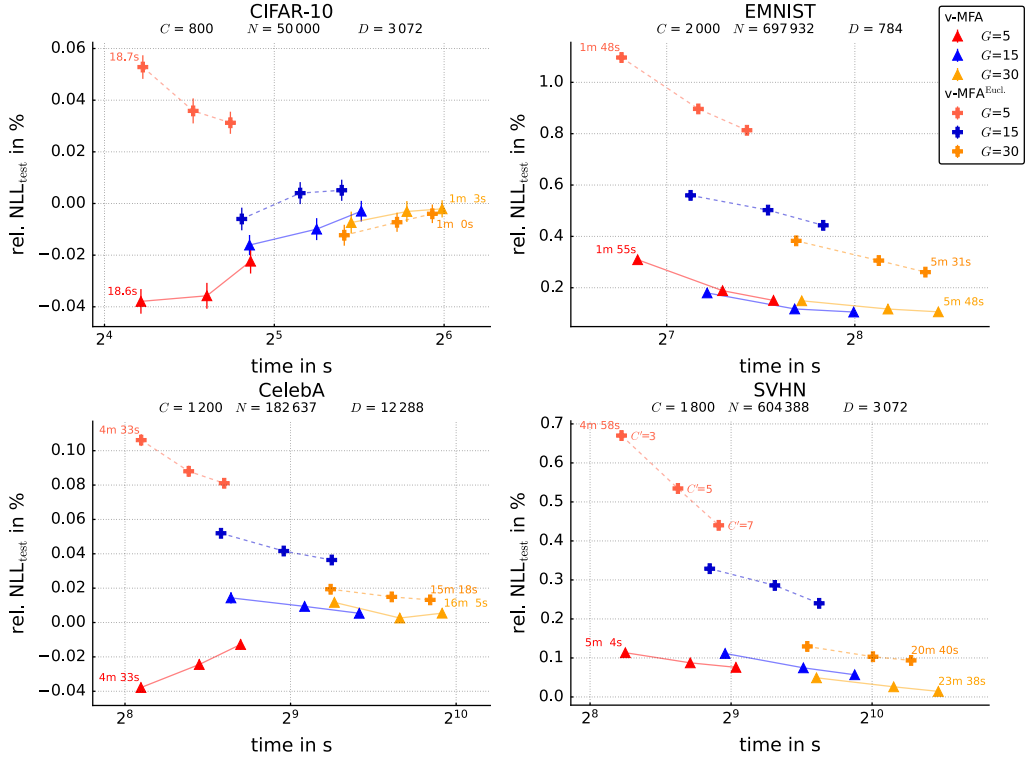 CIFAR-10
C = 800 N = 50 000 D = 3 072
rel. NLLtest in %
0.06
0.04
0.02
0.00
−0.02
−0.04
18.7s
18.6s
1m 3s
1m 0s
2^4
2^5
2^6
time in s
EMNIST
C = 2 000 N = 697 932 D = 784
rel. NLLtest in %
1.0
0.8
0.6
0.4
0.2
1m 48s
1m 55s
5m 31s
5m 48s
2^7
2^8
time in s
v-MFA
G=5
G=15
G=30
v-MFA^Eucl.
G=5
G=15
G=30
CelebA
C = 1 200 N = 182 637 D = 12 288
rel. NLLtest in %
0.10
0.08
0.06
0.04
0.02
0.00
−0.02
−0.04
4m 33s
4m 33s
15m 18s
16m 5s
2^8
2^9
2^10
time in s
SVHN
C = 1 800 N = 604 388 D = 3 072
rel. NLLtest in %
0.7
0.6
0.5
0.4
0.3
0.2
0.1
0.0
4m 58s
C′=3
C′=5
C′=7
5m 4s
20m 40s
23m 38s
2^8
2^9
2^10
time in s